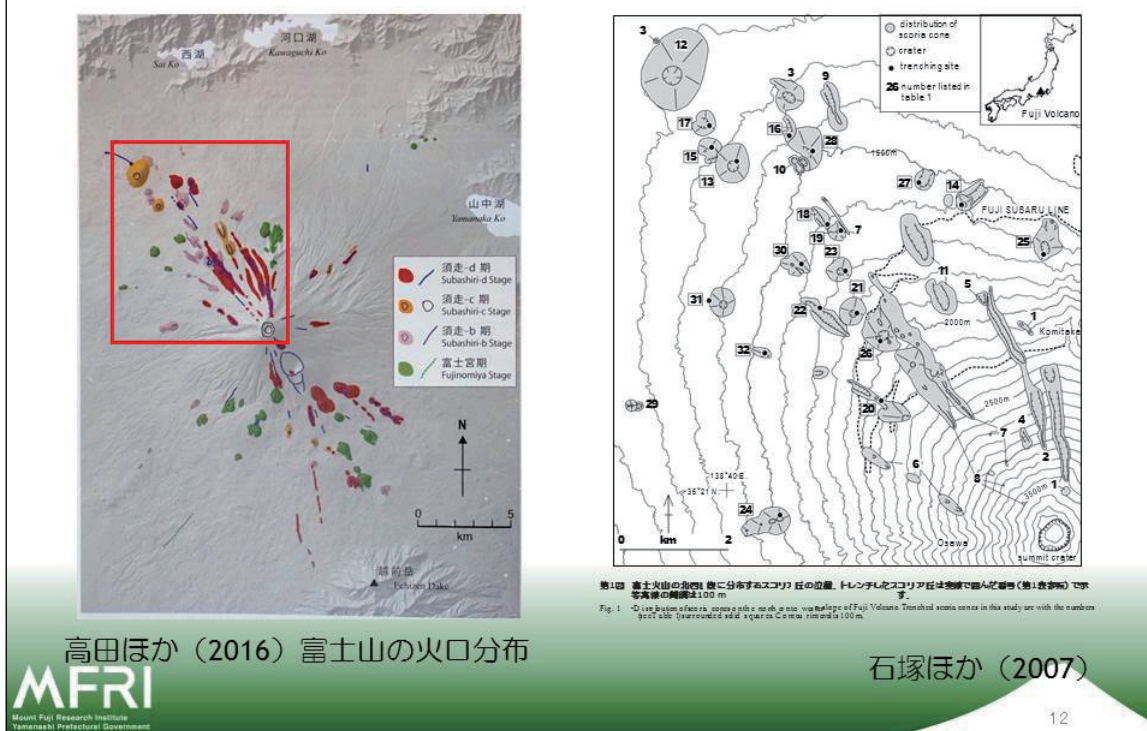 西湖
Sai Ko
河口湖
Kawaguchi Ko
山中湖
Yamanaka Ko
須走-d 期
Subashiri-d Stage
須走-c 期
Subashiri-c Stage
須走-b 期
Subashiri-b Stage
富士宮期
Fujinomiya Stage
N
0 5
km
越前岳
Echizen Dake
高田ほか（2016）富士山の火口分布
distribution of
scoria cone
crater
trenching site
26 number listed in
table 1
Fuji Volcano
3
12
3
9
17
16
28
15
13
10
1500m
27
14
FUJI SUBARU LINE
18
19
7
25
30
23
11
31
21
5
1
22
2000m
Komitake
32
26
29
20
2500m
4
7
2
6
8
138°40'E
35°21'N
3500m
1
24
Osawa
0 km 2
summit crater
石塚ほか（2007）
MFRI
Mount Fuji Research Institute
Yamanashi Prefectural Government
12